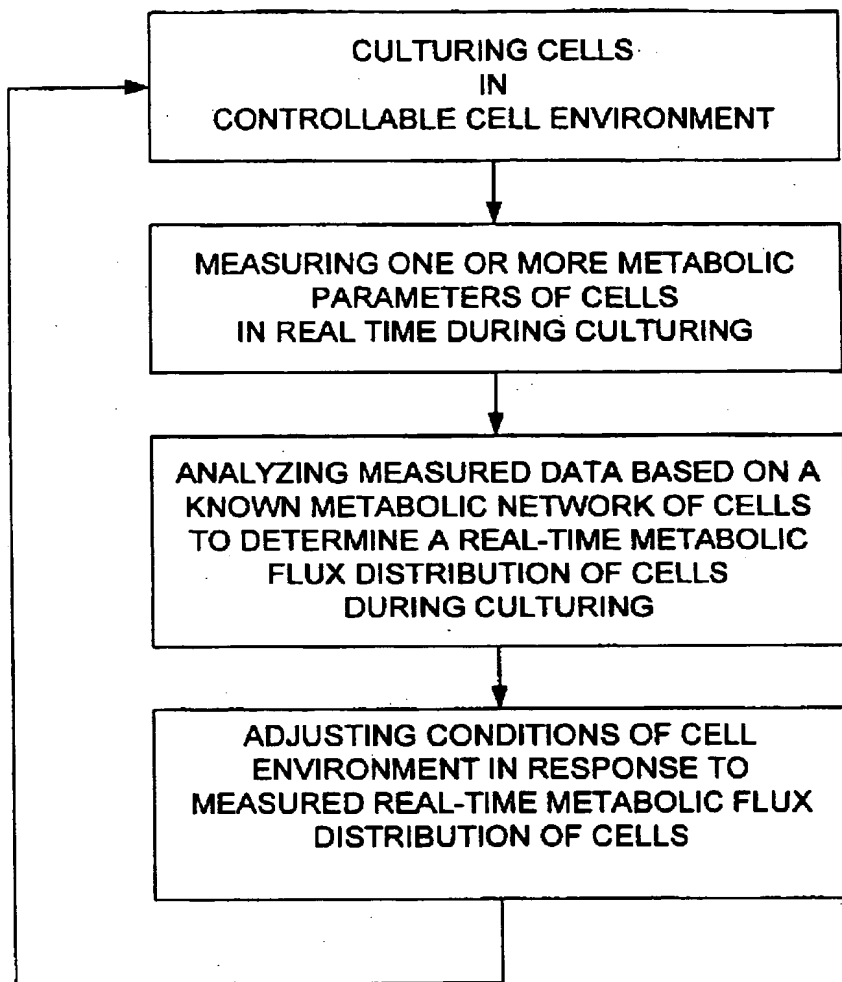 CULTURING CELLS
IN
CONTROLLABLE CELL ENVIRONMENT
MEASURING ONE OR MORE METABOLIC
PARAMETERS OF CELLS
IN REAL TIME DURING CULTURING
ANALYZING MEASURED DATA BASED ON A
KNOWN METABOLIC NETWORK OF CELLS
TO DETERMINE A REAL-TIME METABOLIC
FLUX DISTRIBUTION OF CELLS
DURING CULTURING
ADJUSTING CONDITIONS OF CELL
ENVIRONMENT IN RESPONSE TO
MEASURED REAL-TIME METABOLIC FLUX
DISTRIBUTION OF CELLS